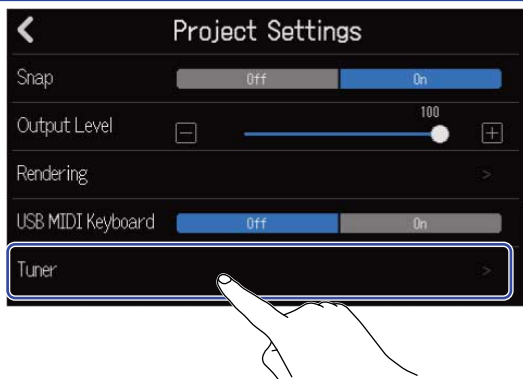 Project Settings
Snap Off On
Output Level 100
Rendering >
USB MIDI Keyboard Off On
Tuner >